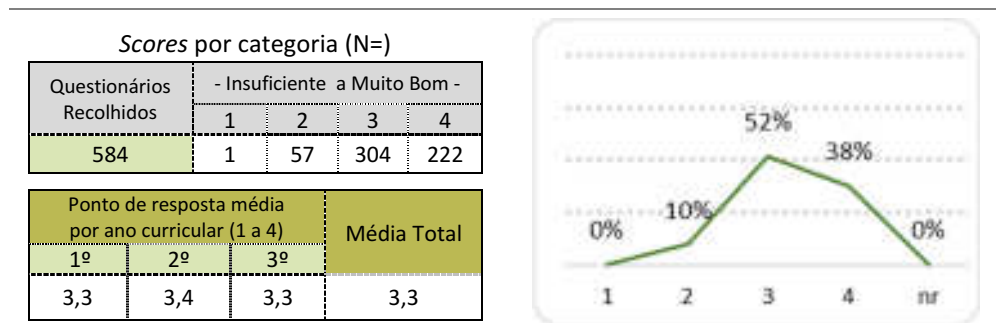 Scores por categoria (N=)
Questionários Recolhidos
- Insuficiente a Muito Bom -
1 2 3 4
584 1 57 304 222
Ponto de resposta média
por ano curricular (1 a 4)
Média Total
1º 2º 3º
3,3 3,4 3,3 3,3
0% 10% 52% 38% 0%
1 2 3 4 nr